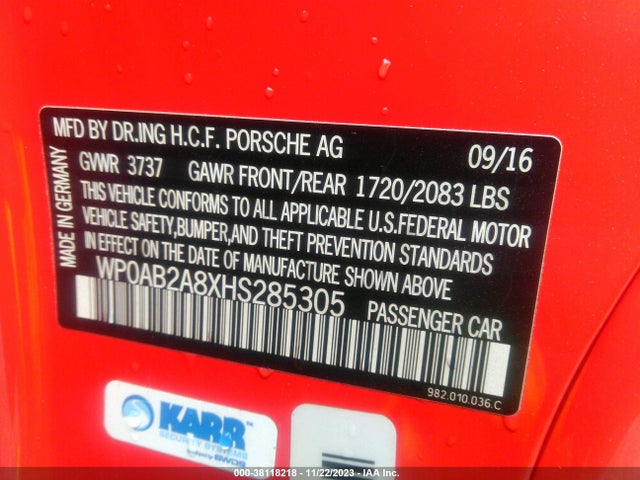 MFD BY DR.ING H.C.F. PORSCHE AG 09/16
GVWR 3737 GAWR FRONT/REAR 1720/2083 LBS
THIS VEHICLE CONFORMS TO ALL APPLICABLE U.S.FEDERAL MOTOR
VEHICLE SAFETY,BUMPER,AND THEFT PREVENTION STANDARDS
IN EFFECT ON THE DATE OF MANUFACTURE SHOWN ABOVE
WP0AB2A8XHS285305
PASSENGER CAR
982.010.036.C
MADE IN GERMANY
KARR
SECURITY SYSTEMS
000-38118218 - 11/22/2023 - IAA Inc.